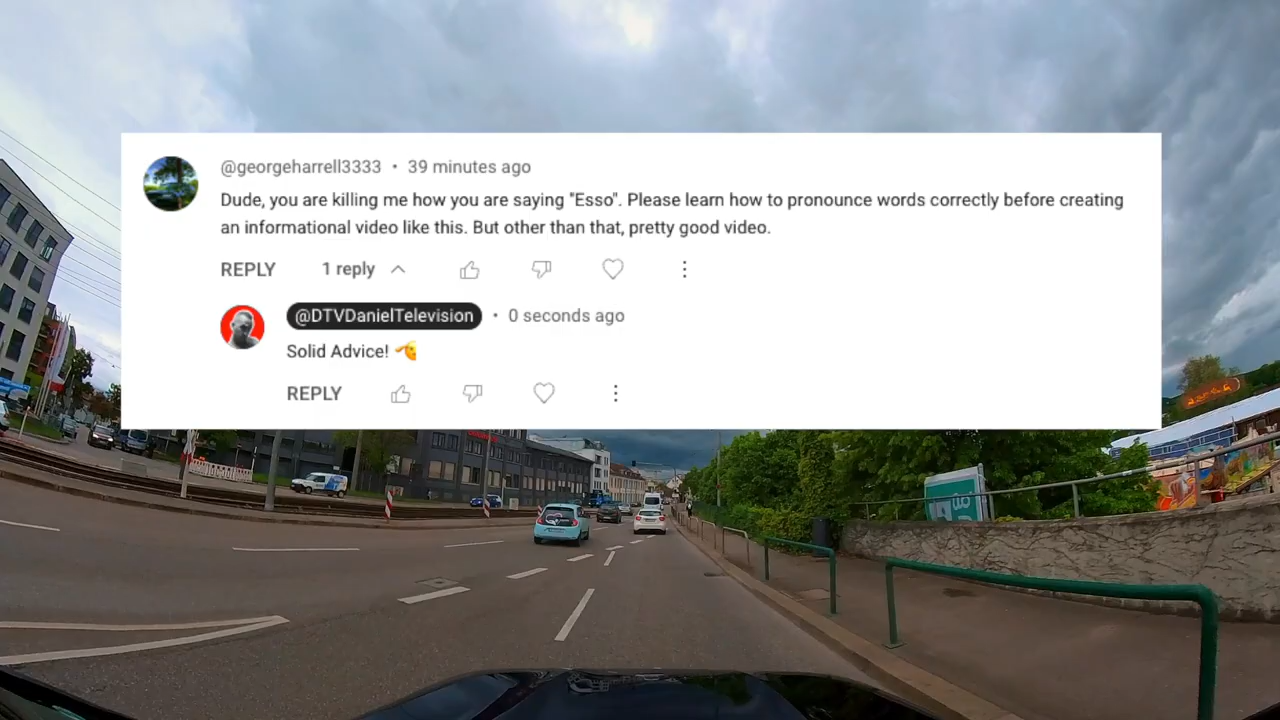 @georgeharrell3333 • 39 minutes ago
Dude, you are killing me how you are saying "Esso". Please learn how to pronounce words correctly before creating
an informational video like this. But other than that, pretty good video.
REPLY 1 reply
@DTVDanielTelevision • 0 seconds ago
Solid Advice! 🫡
REPLY